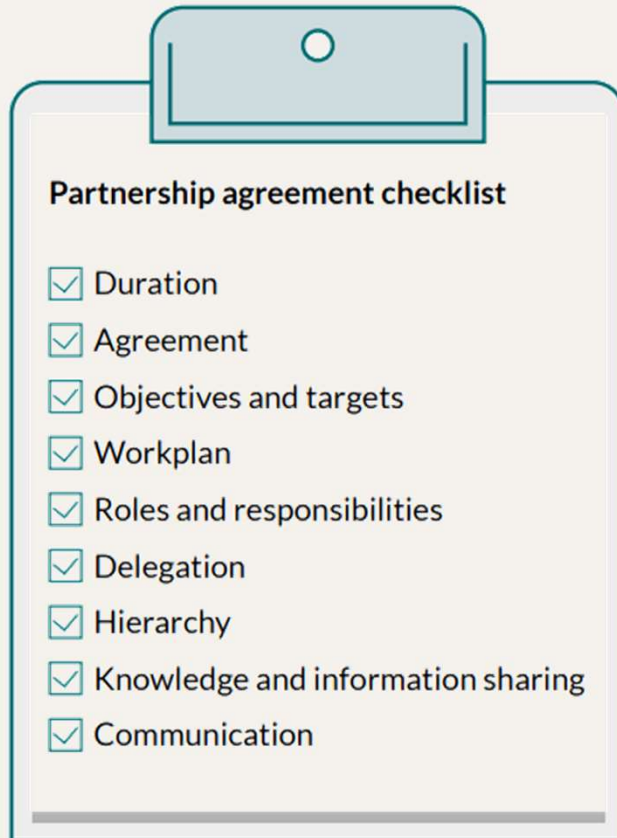 Partnership agreement checklist
Duration
Agreement
Objectives and targets
Workplan
Roles and responsibilities
Delegation
Hierarchy
Knowledge and information sharing
Communication